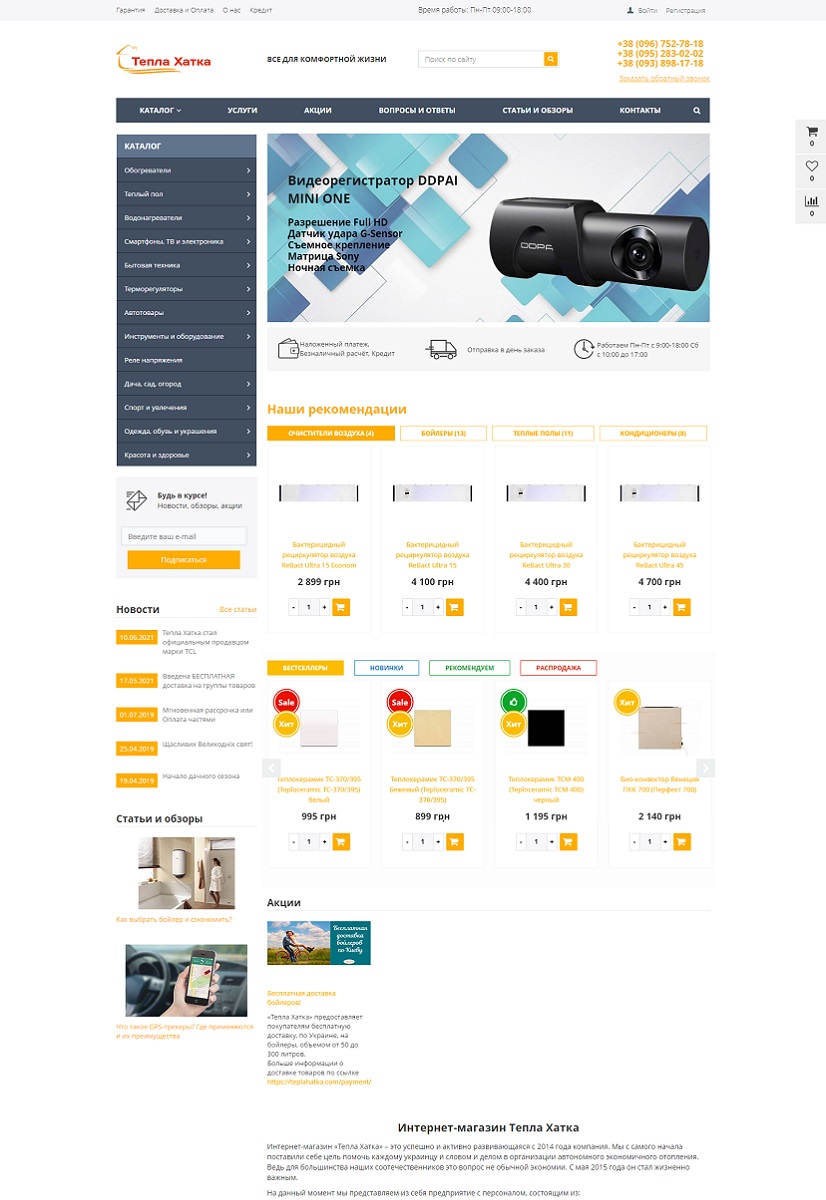 Гарантия Доставка и Оплата О нас Кредит
Время работы: Пн-Пт 09:00-18:00
Войти Регистрация
Тепла Хатка
ВСЕ ДЛЯ КОМФОРТНОЙ ЖИЗНИ
Поиск по сайту
+38 (096) 752-78-18
+38 (095) 283-02-02
+38 (093) 898-17-18
Заказать обратный звонок
КАТАЛОГ УСЛУГИ АКЦИИ ВОПРОСЫ И ОТВЕТЫ СТАТЬИ И ОБЗОРЫ КОНТАКТЫ
0
0
0
КАТАЛОГ
Обогреватели
Теплый пол
Водонагреватели
Смартфоны, ТВ и электроника
Бытовая техника
Терморегуляторы
Автотовары
Инструменты и оборудование
Реле напряжения
Дача, сад, огород
Спорт и увлечения
Одежда, обувь и украшения
Красота и здоровье
Видеорегистратор DDPAI
MINI ONE
Разрешение Full HD
Датчик удара G-Sensor
Съемное крепление
Матрица Sony
Ночная съемка
DDPAI
Наложенный платеж,
Безналичный расчёт, Кредит
Отправка в день заказа
Работаем Пн-Пт с 9:00-18:00 Сб
с 10:00 до 17:00
Будь в курсе!
Новости, обзоры, акции
Введите ваш e-mail
Подписаться
Новости Все статьи
10.06.2021
Тепла Хатка стал
официальным продавцом
марки TCL
17.05.2021
Введена БЕСПЛАТНАЯ
доставка на группы товаров
01.07.2019
Мгновенная рассрочка или
Оплата частями
25.04.2019
Щасливих Великодніх свят!
19.04.2019
Начало дачного сезона
Статьи и обзоры
Как выбрать бойлер и сэкономить?
Что такое GPS-трекеры? Где применяются
и их преимущества
Наши рекомендации
ОЧИСТИТЕЛИ ВОЗДУХА (4) БОЙЛЕРЫ (13) ТЕПЛЫЕ ПОЛЫ (11) КОНДИЦИОНЕРЫ (8)
Бактерицидный
рециркулятор воздуха
ReBact Ultra 15 Econom
2 899 грн
- 1 +
Бактерицидный
рециркулятор воздуха
ReBact Ultra 15
4 100 грн
- 1 +
Бактерицидный
рециркулятор воздуха
ReBact Ultra 30
4 400 грн
- 1 +
Бактерицидный
рециркулятор воздуха
ReBact Ultra 45
4 700 грн
- 1 +
БЕСТСЕЛЛЕРЫ НОВИНКИ РЕКОМЕНДУЕМ РАСПРОДАЖА
Sale
Хит
Теплокерамик ТС-370/395
(Teploceramic TC-370/395)
белый
995 грн
- 1 +
Sale
Хит
Теплокерамик ТС-370/395
Бежевый (Teploceramic TC-
370/395)
899 грн
- 1 +
Хит
Теплокерамик ТСМ 400
(Teploceramic TCM 400)
черный
1 195 грн
- 1 +
Хит
Био-конвектор Венеция
ПКК 700 (Перфект 700)
2 140 грн
- 1 +
Акции
Бесплатная
доставка
бойлеров
по Киеву
Бесплатная доставка
бойлеров!
«Тепла Хатка» предоставляет
покупателям бесплатную
доставку, по Украине, на
бойлеры, объемом от 50 до
300 литров.
Больше информации о
доставке товаров по ссылке
https://teplahatka.com/payment/
Интернет-магазин Тепла Хатка
Интернет-магазин «Тепла Хатка» – это успешно и активно развивающаяся с 2014 года компания. Мы с самого начала
поставили себе цель помочь каждому украинцу и словом и делом в организации автономного экономичного отопления.
Ведь для большинства наших соотечественников это вопрос не обычной экономии. С мая 2015 года он стал жизненно
важным.
На данный момент мы представляем из себя предприятие с персоналом, состоящим из: